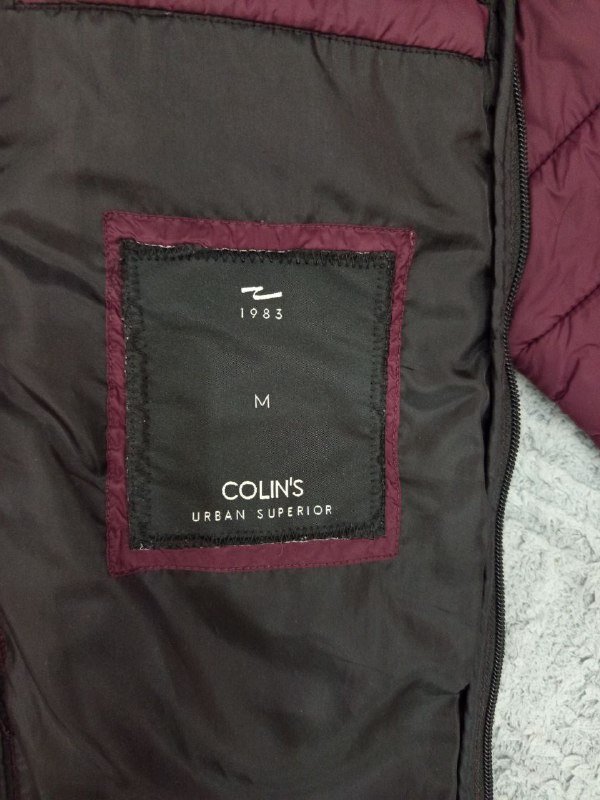 1983
M
COLIN'S
URBAN SUPERIOR